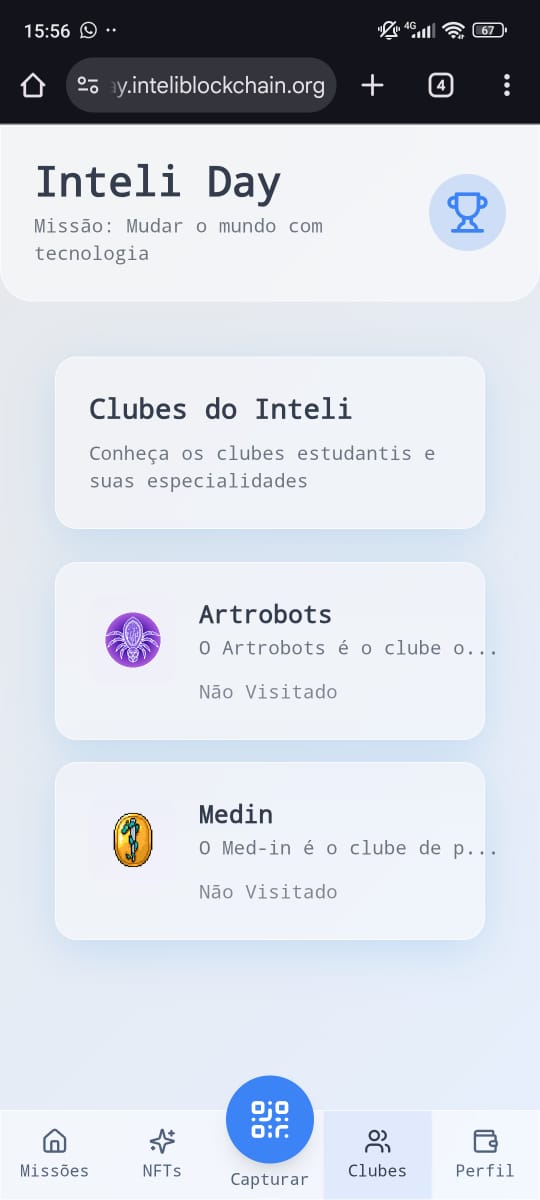 15:56
4G
67
y.inteliblockchain.org
4
Inteli Day
Missão: Mudar o mundo com
tecnologia
Clubes do Inteli
Conheça os clubes estudantis e
suas especialidades
Artrobots
O Artrobots é o clube o...
Não Visitado
Medin
O Med-in é o clube de p...
Não Visitado
Missões
NFTs
Capturar
Clubes
Perfil